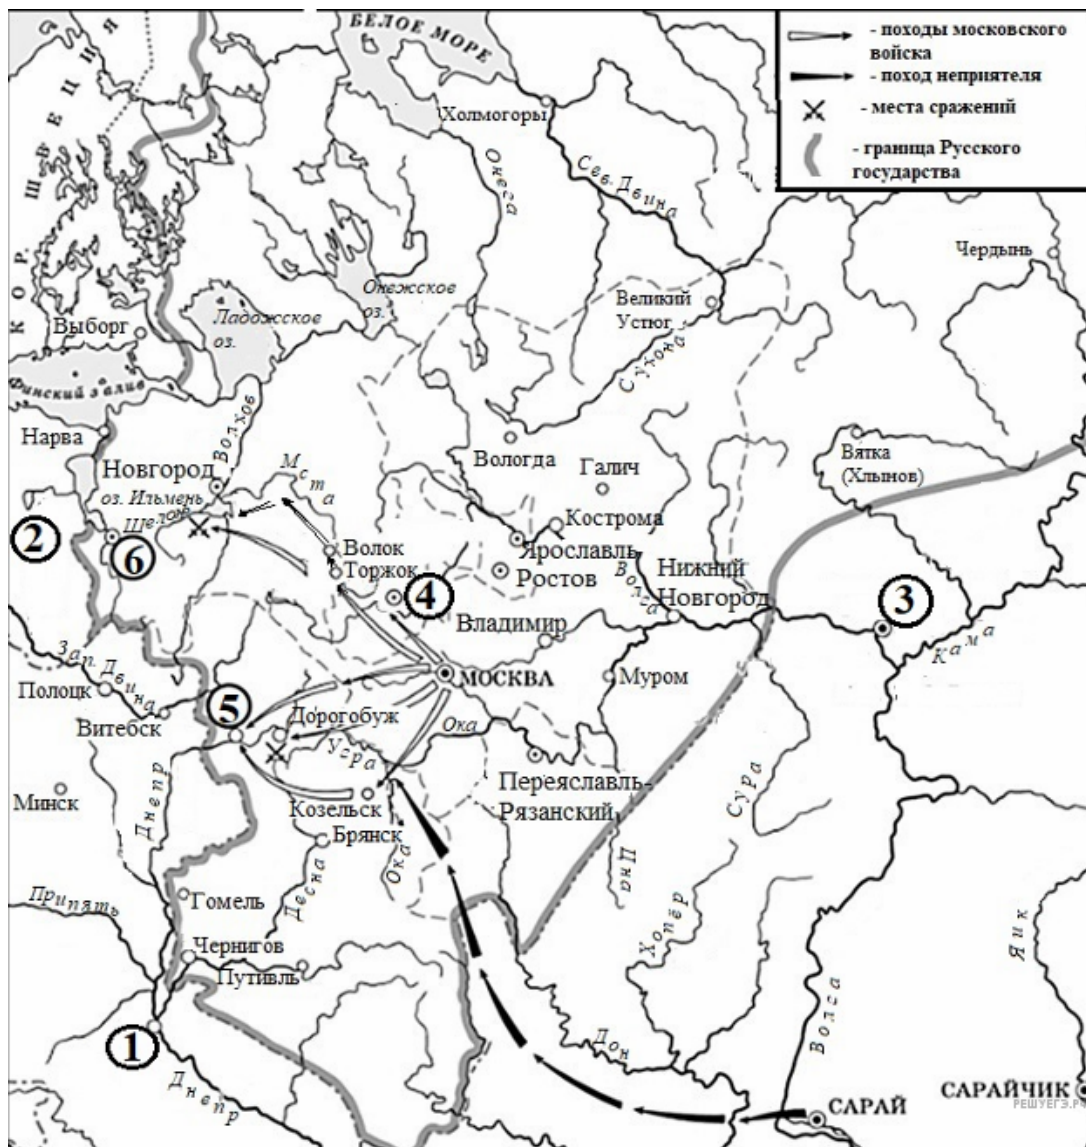 БЕЛОЕ МОРЕ
- походы московского
войска
- поход неприятеля
- места сражений
- граница Русского
государства
КОР. ШВЕЦИЯ
Холмогоры
Онега
Сев. Двина
Чердынь
Онежское
оз.
Великий
Устюг
Ладожское
оз.
Выборг
Сухона
Финский залив
Нарва
Волхов
Новгород
Мста
Вологда
Галич
Вятка
(Хлынов)
оз. Ильмень
Шелонь
Кострома
2
6
Волок
Торжок
Ярославль
Ростов
Волга
Нижний
Новгород
4
3
Владимир
Кама
Зап. Двина
МОСКВА
Муром
Полоцк
Витебск
5
Дорогобуж
Ока
Угра
Переяславль-
Рязанский
Сура
Минск
Днепр
Козельск
Брянск
Ока
Цна
Десна
Припять
Гомель
Хопёр
Яик
Чернигов
Путивль
Волга
1
Дон
Днепр
САРАЙ
САРАЙЧИК
РЕШУЕГЭ.РФ